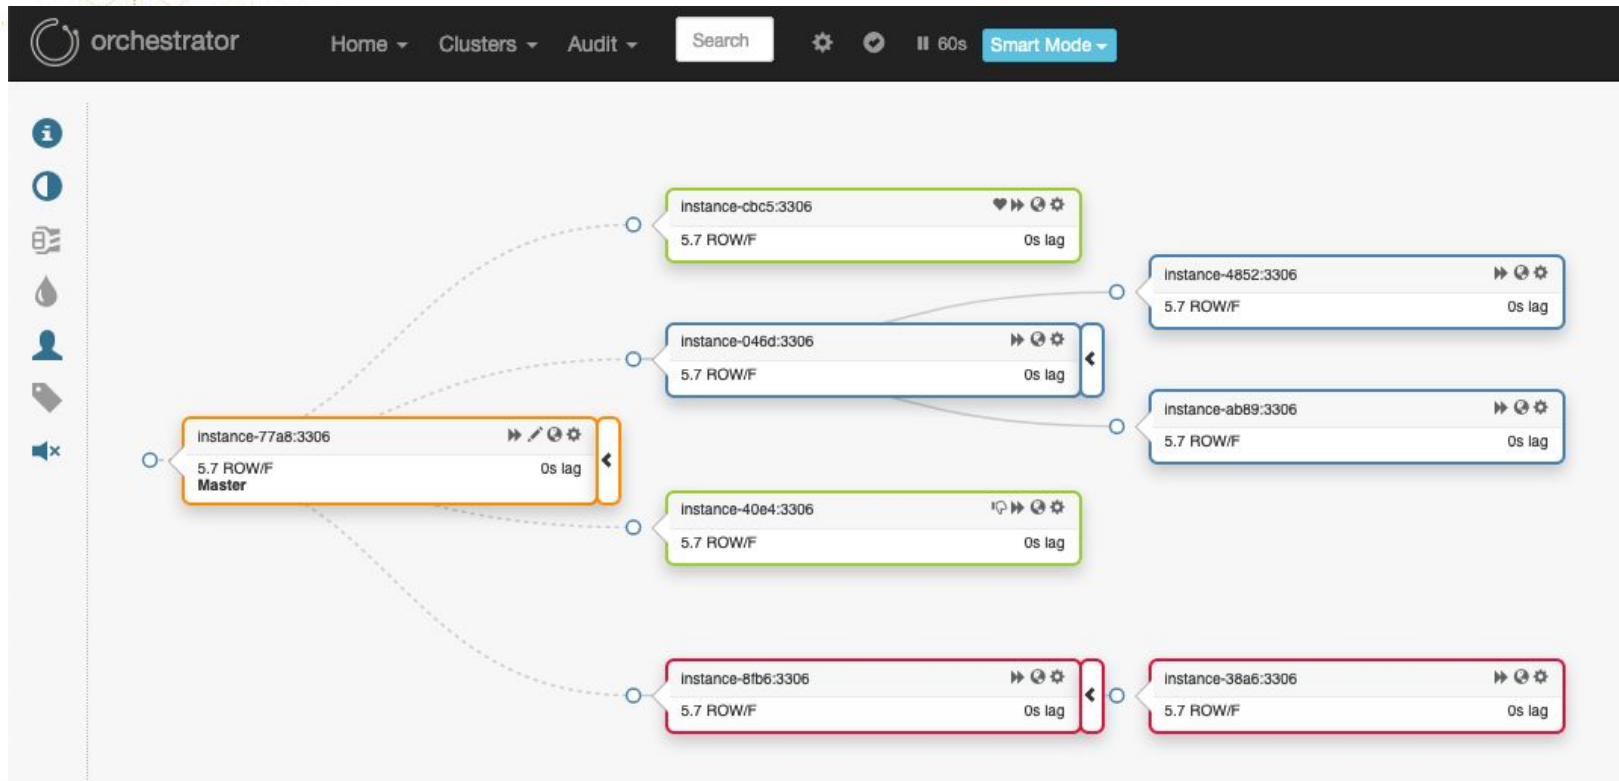 orchestrator Home Clusters Audit Search 60s Smart Mode
instance-cbc5:3306
5.7 ROW/F 0s lag
instance-4852:3306
5.7 ROW/F 0s lag
instance-046d:3306
5.7 ROW/F 0s lag
instance-ab89:3306
5.7 ROW/F 0s lag
instance-77a8:3306
5.7 ROW/F 0s lag
Master
instance-40e4:3306
5.7 ROW/F 0s lag
instance-8fb6:3306
5.7 ROW/F 0s lag
instance-38a6:3306
5.7 ROW/F 0s lag